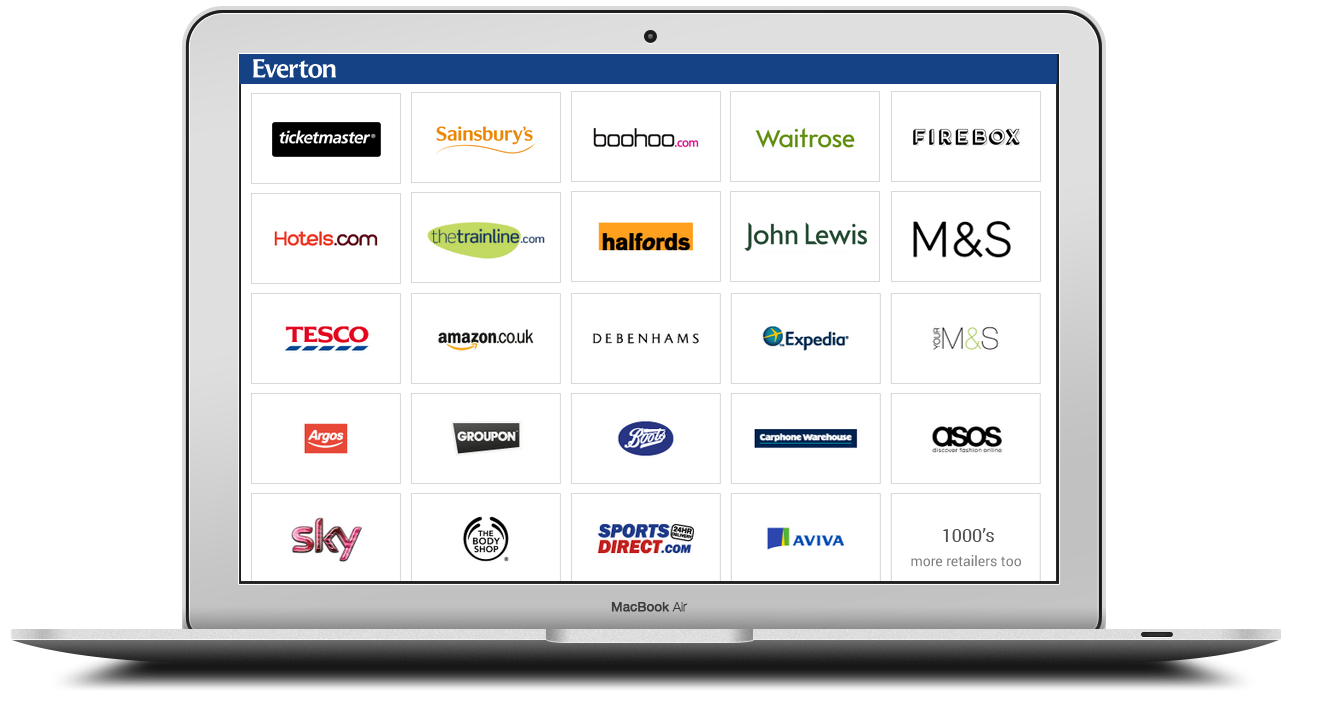 Everton
ticketmaster®
Sainsbury's
boohoo.com
Waitrose
FIREBOX
Hotels.com
thetrainline.com
halfords
John Lewis
M&S
TESCO
amazon.co.uk
DEBENHAMS
Expedia®
YOUR M&S
Argos
GROUPON
Boots
Carphone Warehouse
asos
discover fashion online
sky
THE
BODY
SHOP®
SPORTS 24HR
DELIVERY
DIRECT.COM
AVIVA
1000's
more retailers too
MacBook Air